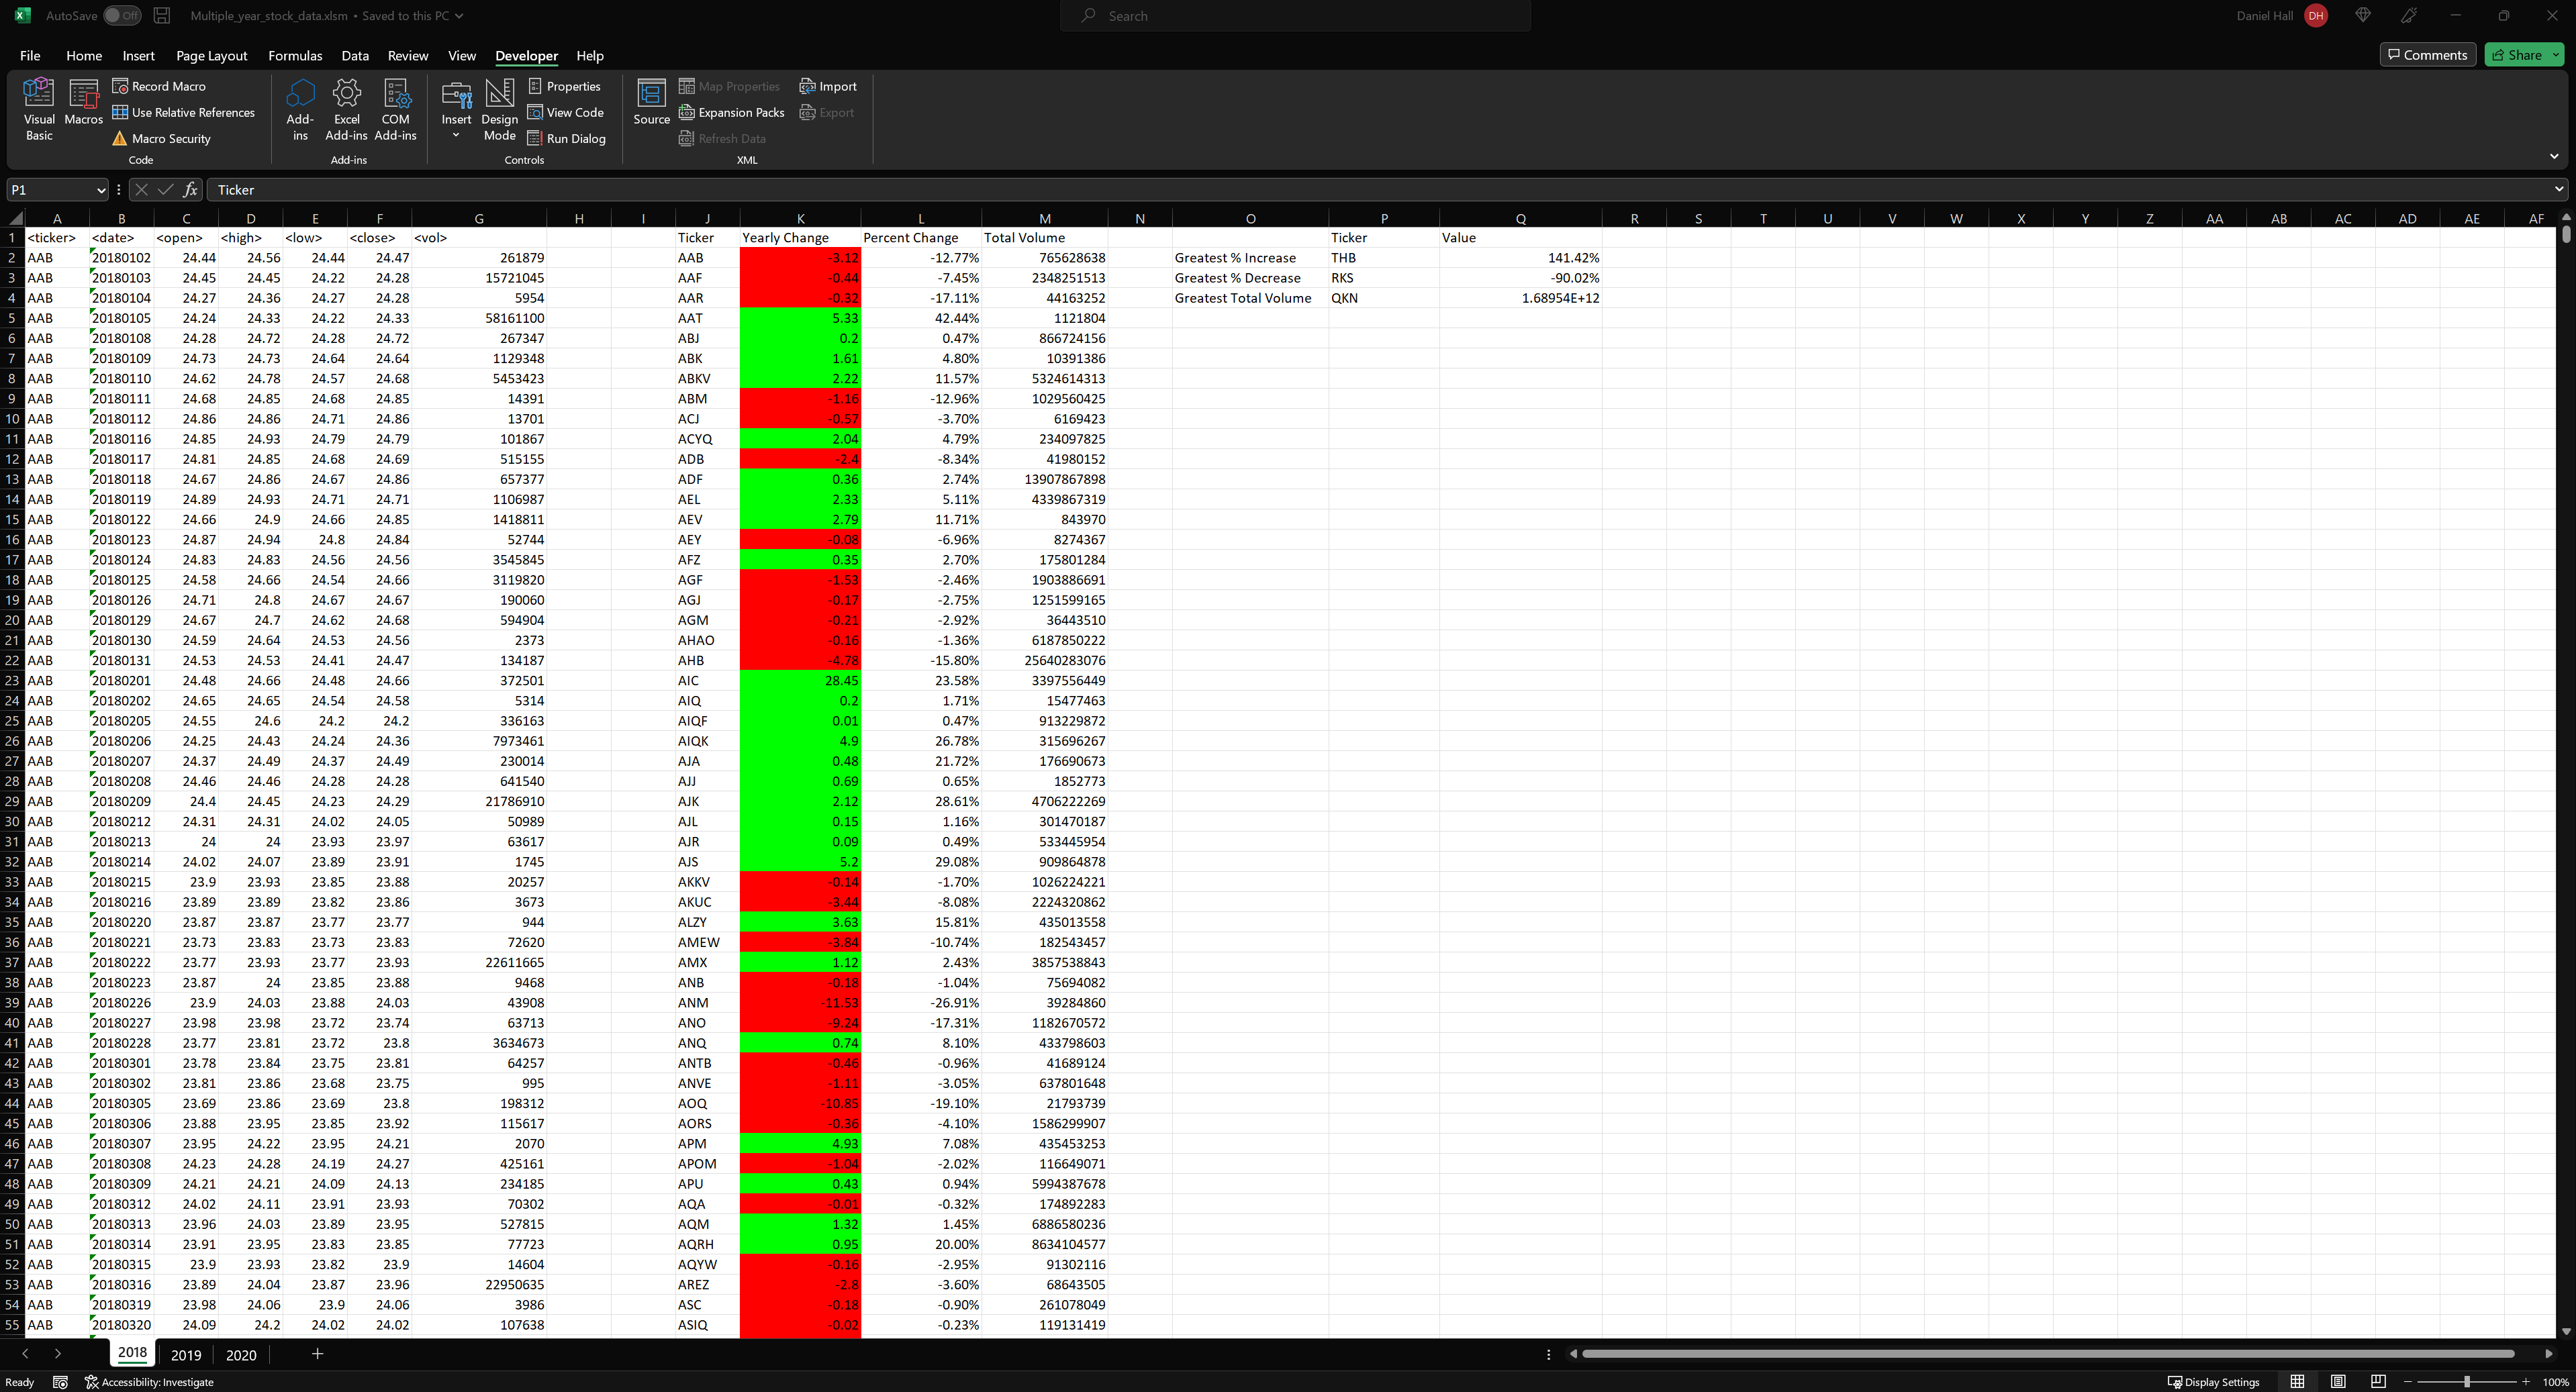 AutoSave Off Multiple_year_stock_data.xlsm • Saved to this PC Search Daniel Hall DH
File Home Insert Page Layout Formulas Data Review View Developer Help Comments Share
Visual Basic Macros Record Macro Use Relative References Macro Security Add-ins Excel Add-ins COM Add-ins Insert Design Mode Properties View Code Run Dialog Source Map Properties Expansion Packs Refresh Data Import Export
Code Add-ins Controls XML
P1 fx Ticker
A B C D E F G H I J K L M N O P Q R S T U V W X Y Z AA AB AC AD AE AF
1 <ticker> <date> <open> <high> <low> <close> <vol> Ticker Yearly Change Percent Change Total Volume Ticker Value
2 AAB 20180102 24.44 24.56 24.44 24.47 261879 AAB -3.12 -12.77% 765628638 Greatest % Increase THB 141.42%
3 AAB 20180103 24.45 24.45 24.22 24.28 15721045 AAF -0.44 -7.45% 2348251513 Greatest % Decrease RKS -90.02%
4 AAB 20180104 24.27 24.36 24.27 24.28 5954 AAR -0.32 -17.11% 44163252 Greatest Total Volume QKN 1.68954E+12
5 AAB 20180105 24.24 24.33 24.22 24.33 58161100 AAT 5.33 42.44% 1121804
6 AAB 20180108 24.28 24.72 24.28 24.72 267347 ABJ 0.2 0.47% 866724156
7 AAB 20180109 24.73 24.73 24.64 24.64 1129348 ABK 1.61 4.80% 10391386
8 AAB 20180110 24.62 24.78 24.57 24.68 5453423 ABKV 2.22 11.57% 5324614313
9 AAB 20180111 24.68 24.85 24.68 24.85 14391 ABM -1.16 -12.96% 1029560425
10 AAB 20180112 24.86 24.86 24.71 24.86 13701 ACJ -0.57 -3.70% 6169423
11 AAB 20180116 24.85 24.93 24.79 24.79 101867 ACYQ 2.04 4.79% 234097825
12 AAB 20180117 24.81 24.85 24.68 24.69 515155 ADB -2.4 -8.34% 41980152
13 AAB 20180118 24.67 24.86 24.67 24.86 657377 ADF 0.36 2.74% 13907867898
14 AAB 20180119 24.89 24.93 24.71 24.71 1106987 AEL 2.33 5.11% 4339867319
15 AAB 20180122 24.66 24.9 24.66 24.85 1418811 AEV 2.79 11.71% 843970
16 AAB 20180123 24.87 24.94 24.8 24.84 52744 AEY -0.08 -6.96% 8274367
17 AAB 20180124 24.83 24.83 24.56 24.56 3545845 AFZ 0.35 2.70% 175801284
18 AAB 20180125 24.58 24.66 24.54 24.66 3119820 AGF -1.53 -2.46% 1903886691
19 AAB 20180126 24.71 24.8 24.67 24.67 190060 AGJ -0.17 -2.75% 1251599165
20 AAB 20180129 24.67 24.7 24.62 24.68 594904 AGM -0.21 -2.92% 36443510
21 AAB 20180130 24.59 24.64 24.53 24.56 2373 AHAO -0.16 -1.36% 6187850222
22 AAB 20180131 24.53 24.53 24.41 24.47 134187 AHB -4.78 -15.80% 25640283076
23 AAB 20180201 24.48 24.66 24.48 24.66 372501 AIC 28.45 23.58% 3397556449
24 AAB 20180202 24.65 24.65 24.54 24.58 5314 AIQ 0.2 1.71% 15477463
25 AAB 20180205 24.55 24.6 24.2 24.2 336163 AIQF 0.01 0.47% 913229872
26 AAB 20180206 24.25 24.43 24.24 24.36 7973461 AIQK 4.9 26.78% 315696267
27 AAB 20180207 24.37 24.49 24.37 24.49 230014 AJA 0.48 21.72% 176690673
28 AAB 20180208 24.46 24.46 24.28 24.28 641540 AJJ 0.69 0.65% 1852773
29 AAB 20180209 24.4 24.45 24.23 24.29 21786910 AJK 2.12 28.61% 4706222269
30 AAB 20180212 24.31 24.31 24.02 24.05 50989 AJL 0.15 1.16% 301470187
31 AAB 20180213 24 24 23.93 23.97 63617 AJR 0.09 0.49% 533445954
32 AAB 20180214 24.02 24.07 23.89 23.91 1745 AJS 5.2 29.08% 909864878
33 AAB 20180215 23.9 23.93 23.85 23.88 20257 AKKV -0.14 -1.70% 1026224221
34 AAB 20180216 23.89 23.89 23.82 23.86 3673 AKUC -3.44 -8.08% 2224320862
35 AAB 20180220 23.87 23.87 23.77 23.77 944 ALZY 3.63 15.81% 435013558
36 AAB 20180221 23.73 23.83 23.73 23.83 72620 AMEW -3.84 -10.74% 182543457
37 AAB 20180222 23.77 23.93 23.77 23.93 22611665 AMX 1.12 2.43% 3857538843
38 AAB 20180223 23.87 24 23.85 23.88 9468 ANB -0.18 -1.04% 75694082
39 AAB 20180226 23.9 24.03 23.88 24.03 43908 ANM -11.53 -26.91% 39284860
40 AAB 20180227 23.98 23.98 23.72 23.74 63713 ANO -9.24 -17.31% 1182670572
41 AAB 20180228 23.77 23.81 23.72 23.8 3634673 ANQ 0.74 8.10% 433798603
42 AAB 20180301 23.78 23.84 23.75 23.81 64257 ANTB -0.46 -0.96% 41689124
43 AAB 20180302 23.81 23.86 23.68 23.75 995 ANVE -1.11 -3.05% 637801648
44 AAB 20180305 23.69 23.86 23.69 23.8 198312 AOQ -10.85 -19.10% 21793739
45 AAB 20180306 23.88 23.95 23.85 23.92 115617 AORS -0.36 -4.10% 1586299907
46 AAB 20180307 23.95 24.22 23.95 24.21 2070 APM 4.93 7.08% 435453253
47 AAB 20180308 24.23 24.28 24.19 24.27 425161 APOM -1.04 -2.02% 116649071
48 AAB 20180309 24.21 24.21 24.09 24.13 234185 APU 0.43 0.94% 5994387678
49 AAB 20180312 24.02 24.11 23.91 23.93 70302 AQA -0.01 -0.32% 174892283
50 AAB 20180313 23.96 24.03 23.89 23.95 527815 AQM 1.32 1.45% 6886580236
51 AAB 20180314 23.91 23.95 23.83 23.85 77723 AQRH 0.95 20.00% 8634104577
52 AAB 20180315 23.9 23.93 23.82 23.9 14604 AQYW -0.16 -2.95% 91302116
53 AAB 20180316 23.89 24.04 23.87 23.96 22950635 AREZ -2.8 -3.60% 68643505
54 AAB 20180319 23.98 24.06 23.9 24.06 3986 ASC -0.18 -0.90% 261078049
55 AAB 20180320 24.09 24.2 24.02 24.02 107638 ASIQ -0.02 -0.23% 119131419
2018 2019 2020
Ready Accessibility: Investigate Display Settings 100%